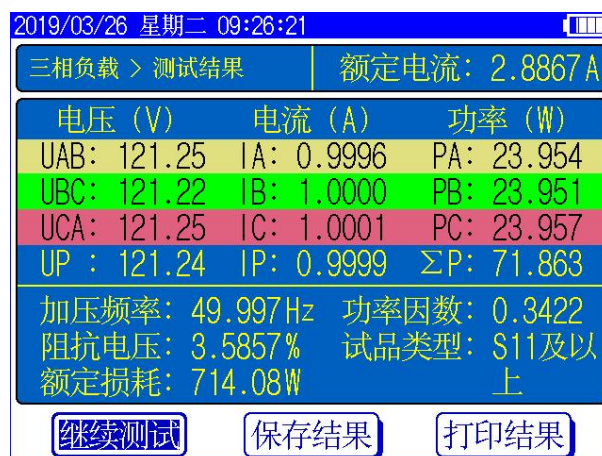 2019/03/26 星期二 09:26:21
三相负载 > 测试结果 额定电流: 2.8867A
电压 (V) 电流 (A) 功率 (W)
UAB: 121.25 IA: 0.9996 PA: 23.954
UBC: 121.22 IB: 1.0000 PB: 23.951
UCA: 121.25 IC: 1.0001 PC: 23.957
UP : 121.24 IP: 0.9999 ΣP: 71.863
加压频率: 49.997Hz 功率因数: 0.3422
阻抗电压: 3.5857% 试品类型: S11及以
额定损耗: 714.08W 上
继续测试 保存结果 打印结果